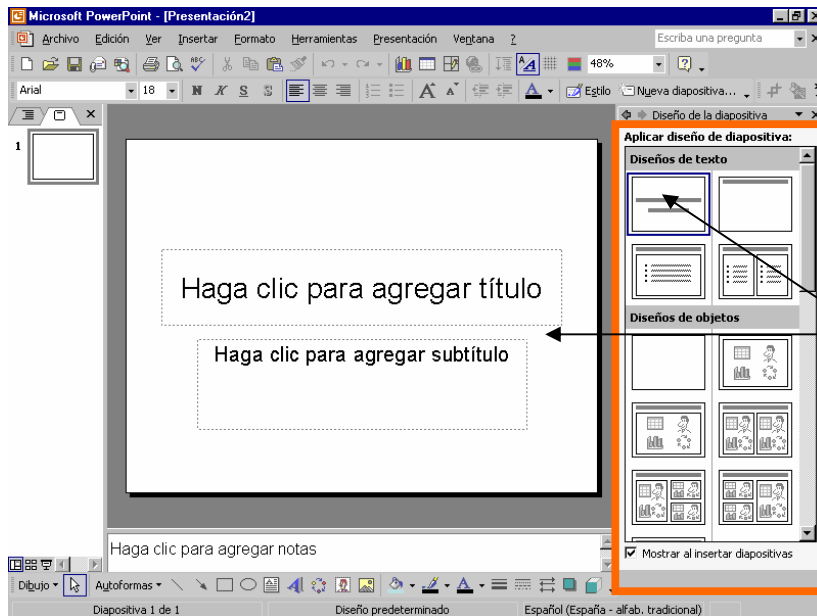 Microsoft PowerPoint - [Presentación2]
Archivo Edición Ver Insertar Formato Herramientas Presentación Ventana ? Escriba una pregunta
48%
Arial 18 N K S S Estilo Nueva diapositiva...
Diseño de la diapositiva
Aplicar diseño de diapositiva:
Diseños de texto
1
Haga clic para agregar título
Haga clic para agregar subtítulo
Diseños de objetos
Haga clic para agregar notas
Mostrar al insertar diapositivas
Dibujo Autoformas
Diapositiva 1 de 1 Diseño predeterminado Español (España - alfab. tradicional)